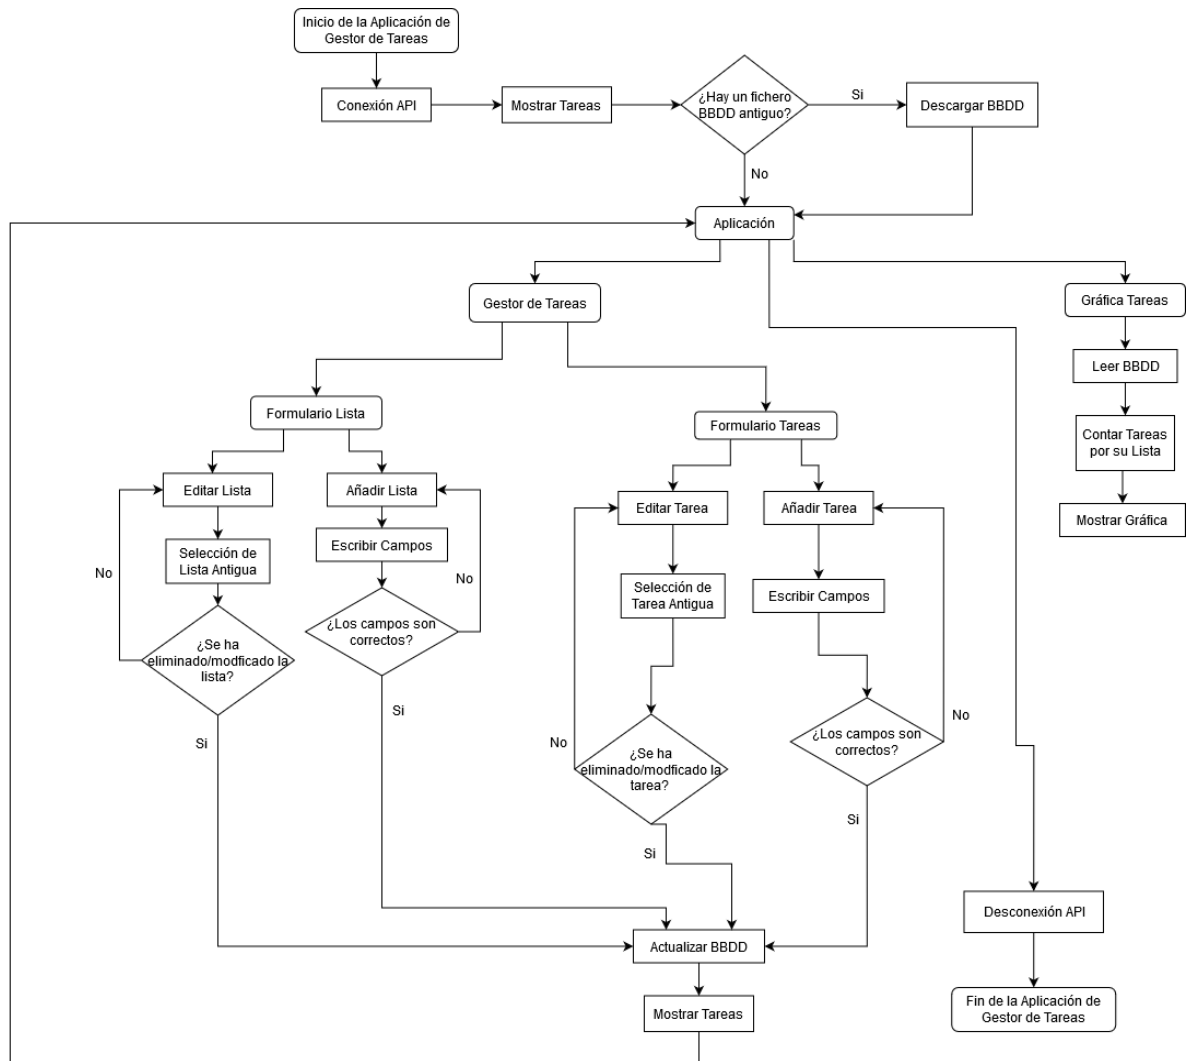 Inicio de la Aplicación de
Gestor de Tareas
Conexión API
Mostrar Tareas
¿Hay un fichero
BBDD antiguo?
Si
Descargar BBDD
No
Aplicación
Gestor de Tareas
Gráfica Tareas
Leer BBDD
Contar Tareas
por su Lista
Mostrar Gráfica
Formulario Lista
Formulario Tareas
Editar Lista
Añadir Lista
Editar Tarea
Añadir Tarea
Selección de
Lista Antigua
Escribir Campos
Selección de
Tarea Antigua
Escribir Campos
No
No
¿Se ha
eliminado/modficado la
lista?
¿Los campos son
correctos?
Si
Si
No
¿Se ha
eliminado/modficado la
tarea?
¿Los campos son
correctos?
No
Si
Si
Actualizar BBDD
Mostrar Tareas
Desconexión API
Fin de la Aplicación de
Gestor de Tareas